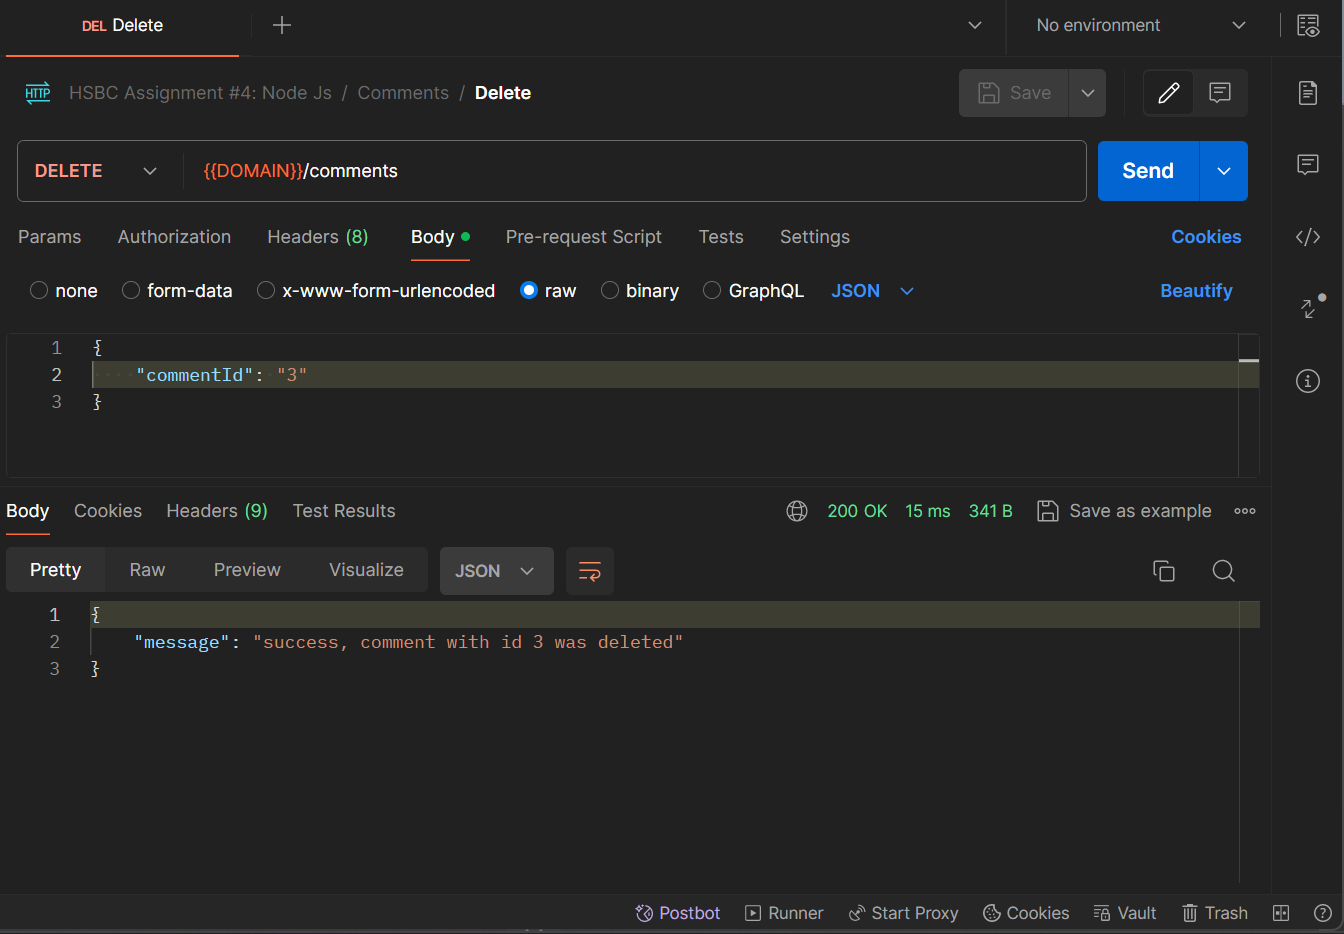 DEL Delete
No environment
HTTP HSBC Assignment #4: Node Js / Comments / Delete
Save
DELETE {{DOMAIN}}/comments
Send
Params Authorization Headers (8) Body Pre-request Script Tests Settings Cookies
none form-data x-www-form-urlencoded raw binary GraphQL JSON Beautify
1 {
2 "commentId": "3"
3 }
Body Cookies Headers (9) Test Results 200 OK 15 ms 341 B Save as example
Pretty Raw Preview Visualize JSON
1 {
2 "message": "success, comment with id 3 was deleted"
3 }
Postbot Runner Start Proxy Cookies Vault Trash